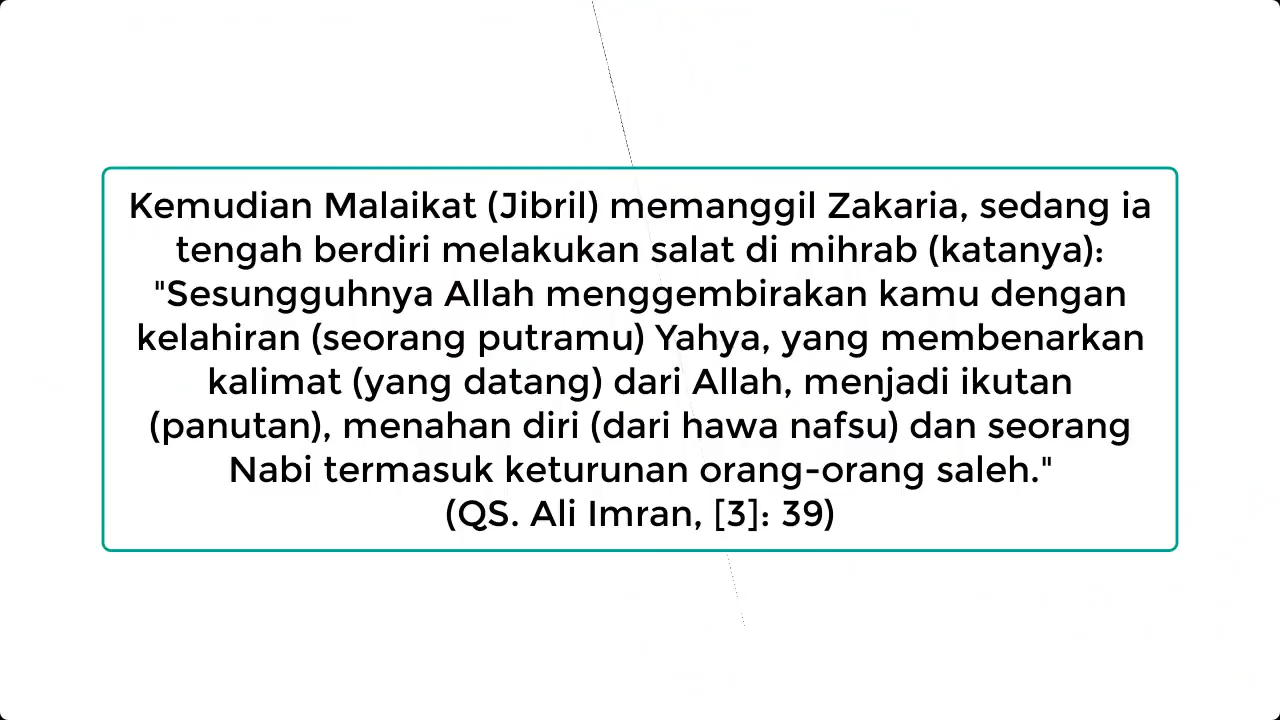 Kemudian Malaikat (Jibril) memanggil Zakaria, sedang ia
tengah berdiri melakukan salat di mihrab (katanya):
"Sesungguhnya Allah menggembirakan kamu dengan
kelahiran (seorang putramu) Yahya, yang membenarkan
kalimat (yang datang) dari Allah, menjadi ikutan
(panutan), menahan diri (dari hawa nafsu) dan seorang
Nabi termasuk keturunan orang-orang saleh."
(QS. Ali Imran, [3]: 39)